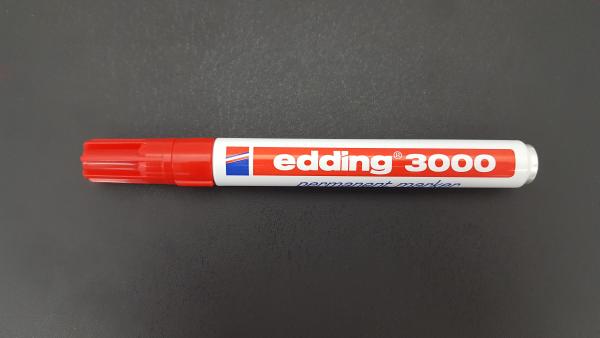 edding® 3000
permanent marker